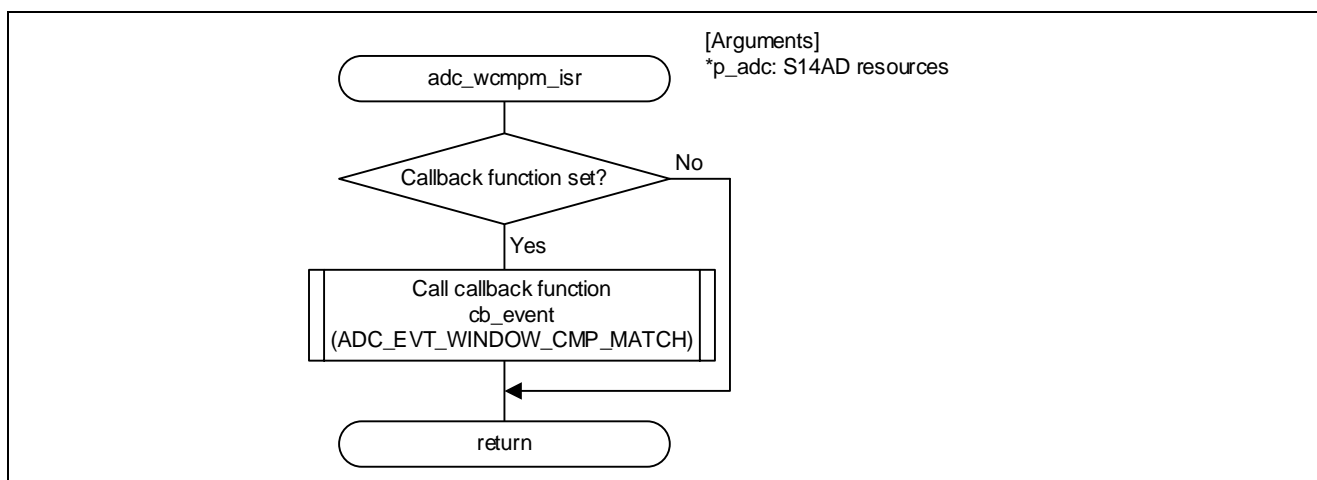 [Arguments]
*p_adc: S14AD resources
adc_wcmpm_isr
Callback function set?
No
Yes
Call callback function
cb_event
(ADC_EVT_WINDOW_CMP_MATCH)
return